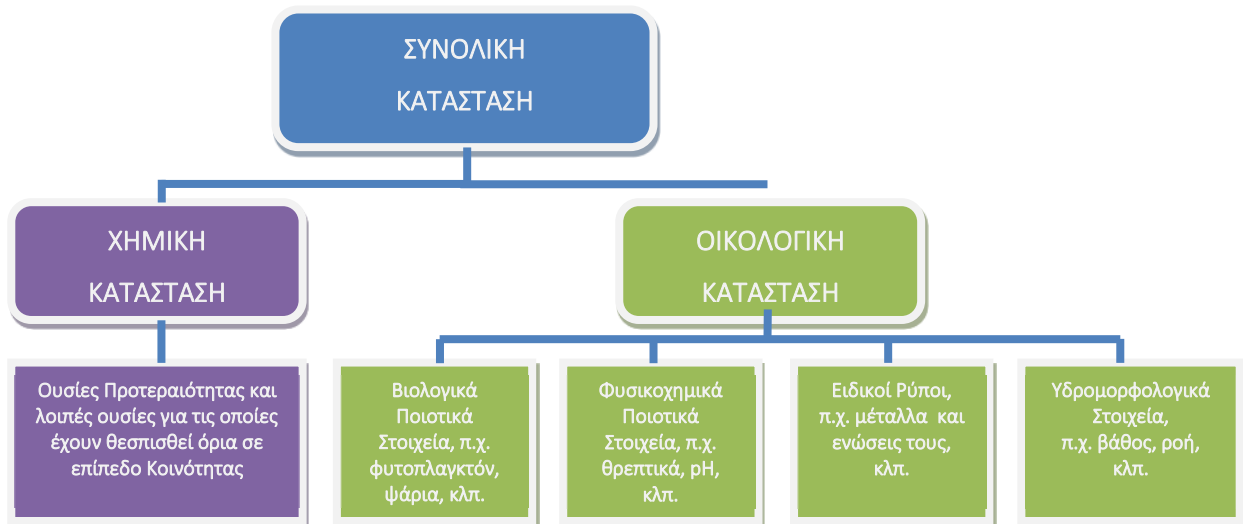 ΣΥΝΟΛΙΚΗ
ΚΑΤΑΣΤΑΣΗ
ΧΗΜΙΚΗ
ΚΑΤΑΣΤΑΣΗ
ΟΙΚΟΛΟΓΙΚΗ
ΚΑΤΑΣΤΑΣΗ
Ουσίες Προτεραιότητας και
λοιπές ουσίες για τις οποίες
έχουν θεσπισθεί όρια σε
επίπεδο Κοινότητας
Βιολογικά
Ποιοτικά
Στοιχεία, π.χ.
φυτοπλαγκτόν,
ψάρια, κλπ.
Φυσικοχημικά
Ποιοτικά
Στοιχεία, π.χ.
θρεπτικά, pH,
κλπ.
Ειδικοί Ρύποι,
π.χ. μέταλλα και
ενώσεις τους,
κλπ.
Υδρομορφολογικά
Στοιχεία,
π.χ. βάθος, ροή,
κλπ.